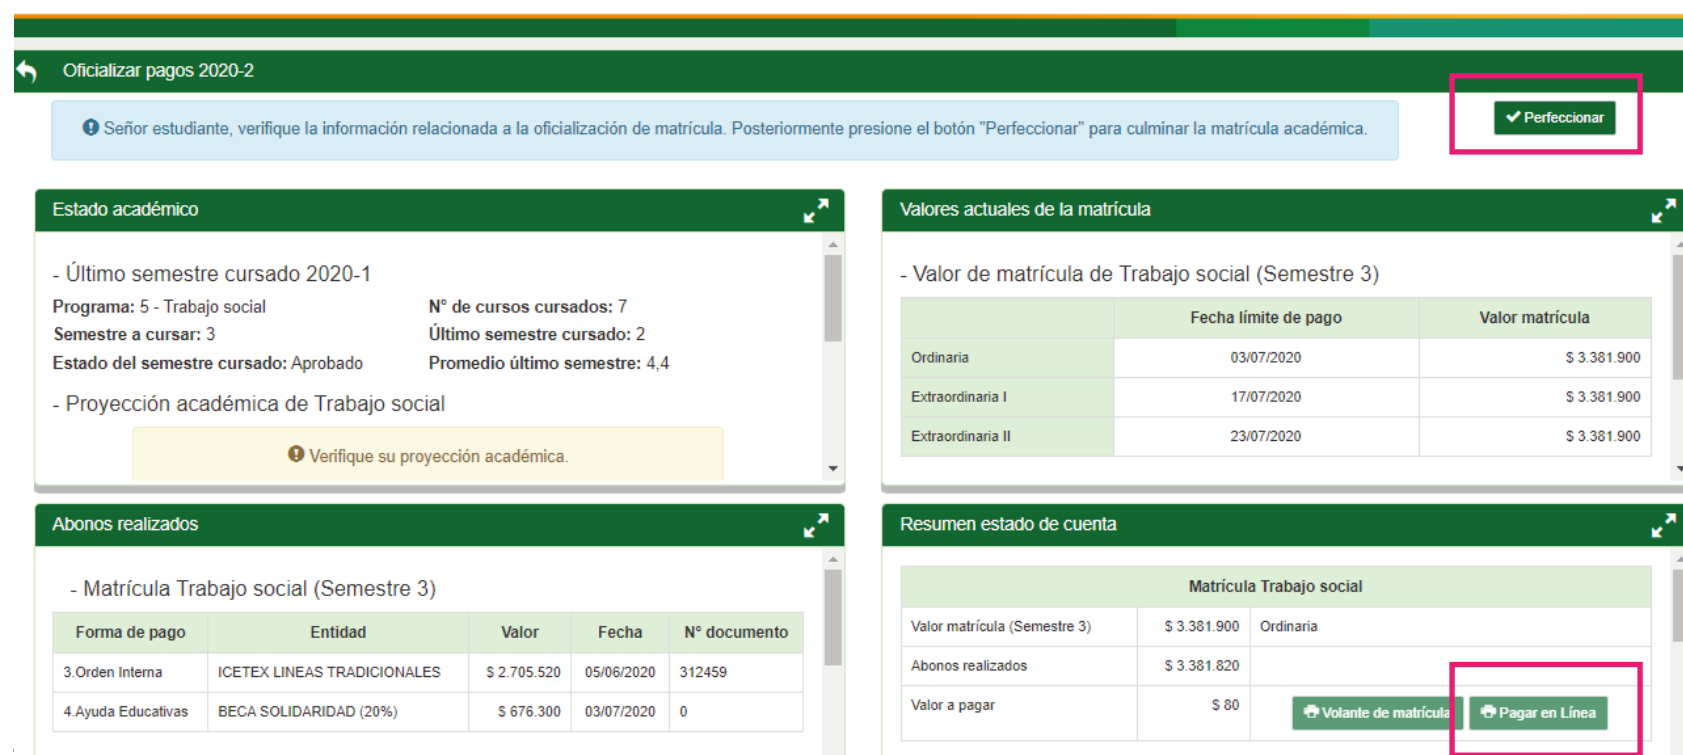 Oficializar pagos 2020-2
Señor estudiante, verifique la información relacionada a la oficialización de matrícula. Posteriormente presione el botón "Perfeccionar" para culminar la matrícula académica.
Perfeccionar
Estado académico
- Último semestre cursado 2020-1
Programa: 5 - Trabajo social
N° de cursos cursados: 7
Semestre a cursar: 3
Último semestre cursado: 2
Estado del semestre cursado: Aprobado
Promedio último semestre: 4,4
- Proyección académica de Trabajo social
Verifique su proyección académica.
Valores actuales de la matrícula
- Valor de matrícula de Trabajo social (Semestre 3)
Fecha límite de pago Valor matrícula
Ordinaria 03/07/2020 $ 3.381.900
Extraordinaria I 17/07/2020 $ 3.381.900
Extraordinaria II 23/07/2020 $ 3.381.900
Abonos realizados
- Matrícula Trabajo social (Semestre 3)
Forma de pago Entidad Valor Fecha N° documento
3.Orden Interna ICETEX LINEAS TRADICIONALES $ 2.705.520 05/06/2020 312459
4.Ayuda Educativas BECA SOLIDARIDAD (20%) $ 676.300 03/07/2020 0
Resumen estado de cuenta
Matrícula Trabajo social
Valor matrícula (Semestre 3) $ 3.381.900 Ordinaria
Abonos realizados $ 3.381.820
Valor a pagar $ 80 Volante de matrícula Pagar en Línea